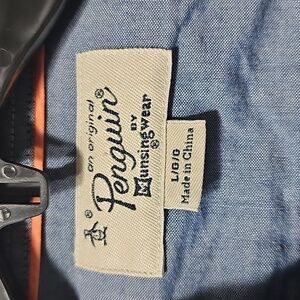 an original
Penguin®
BY
Munsingwear®
®
L/G/G
Made in China